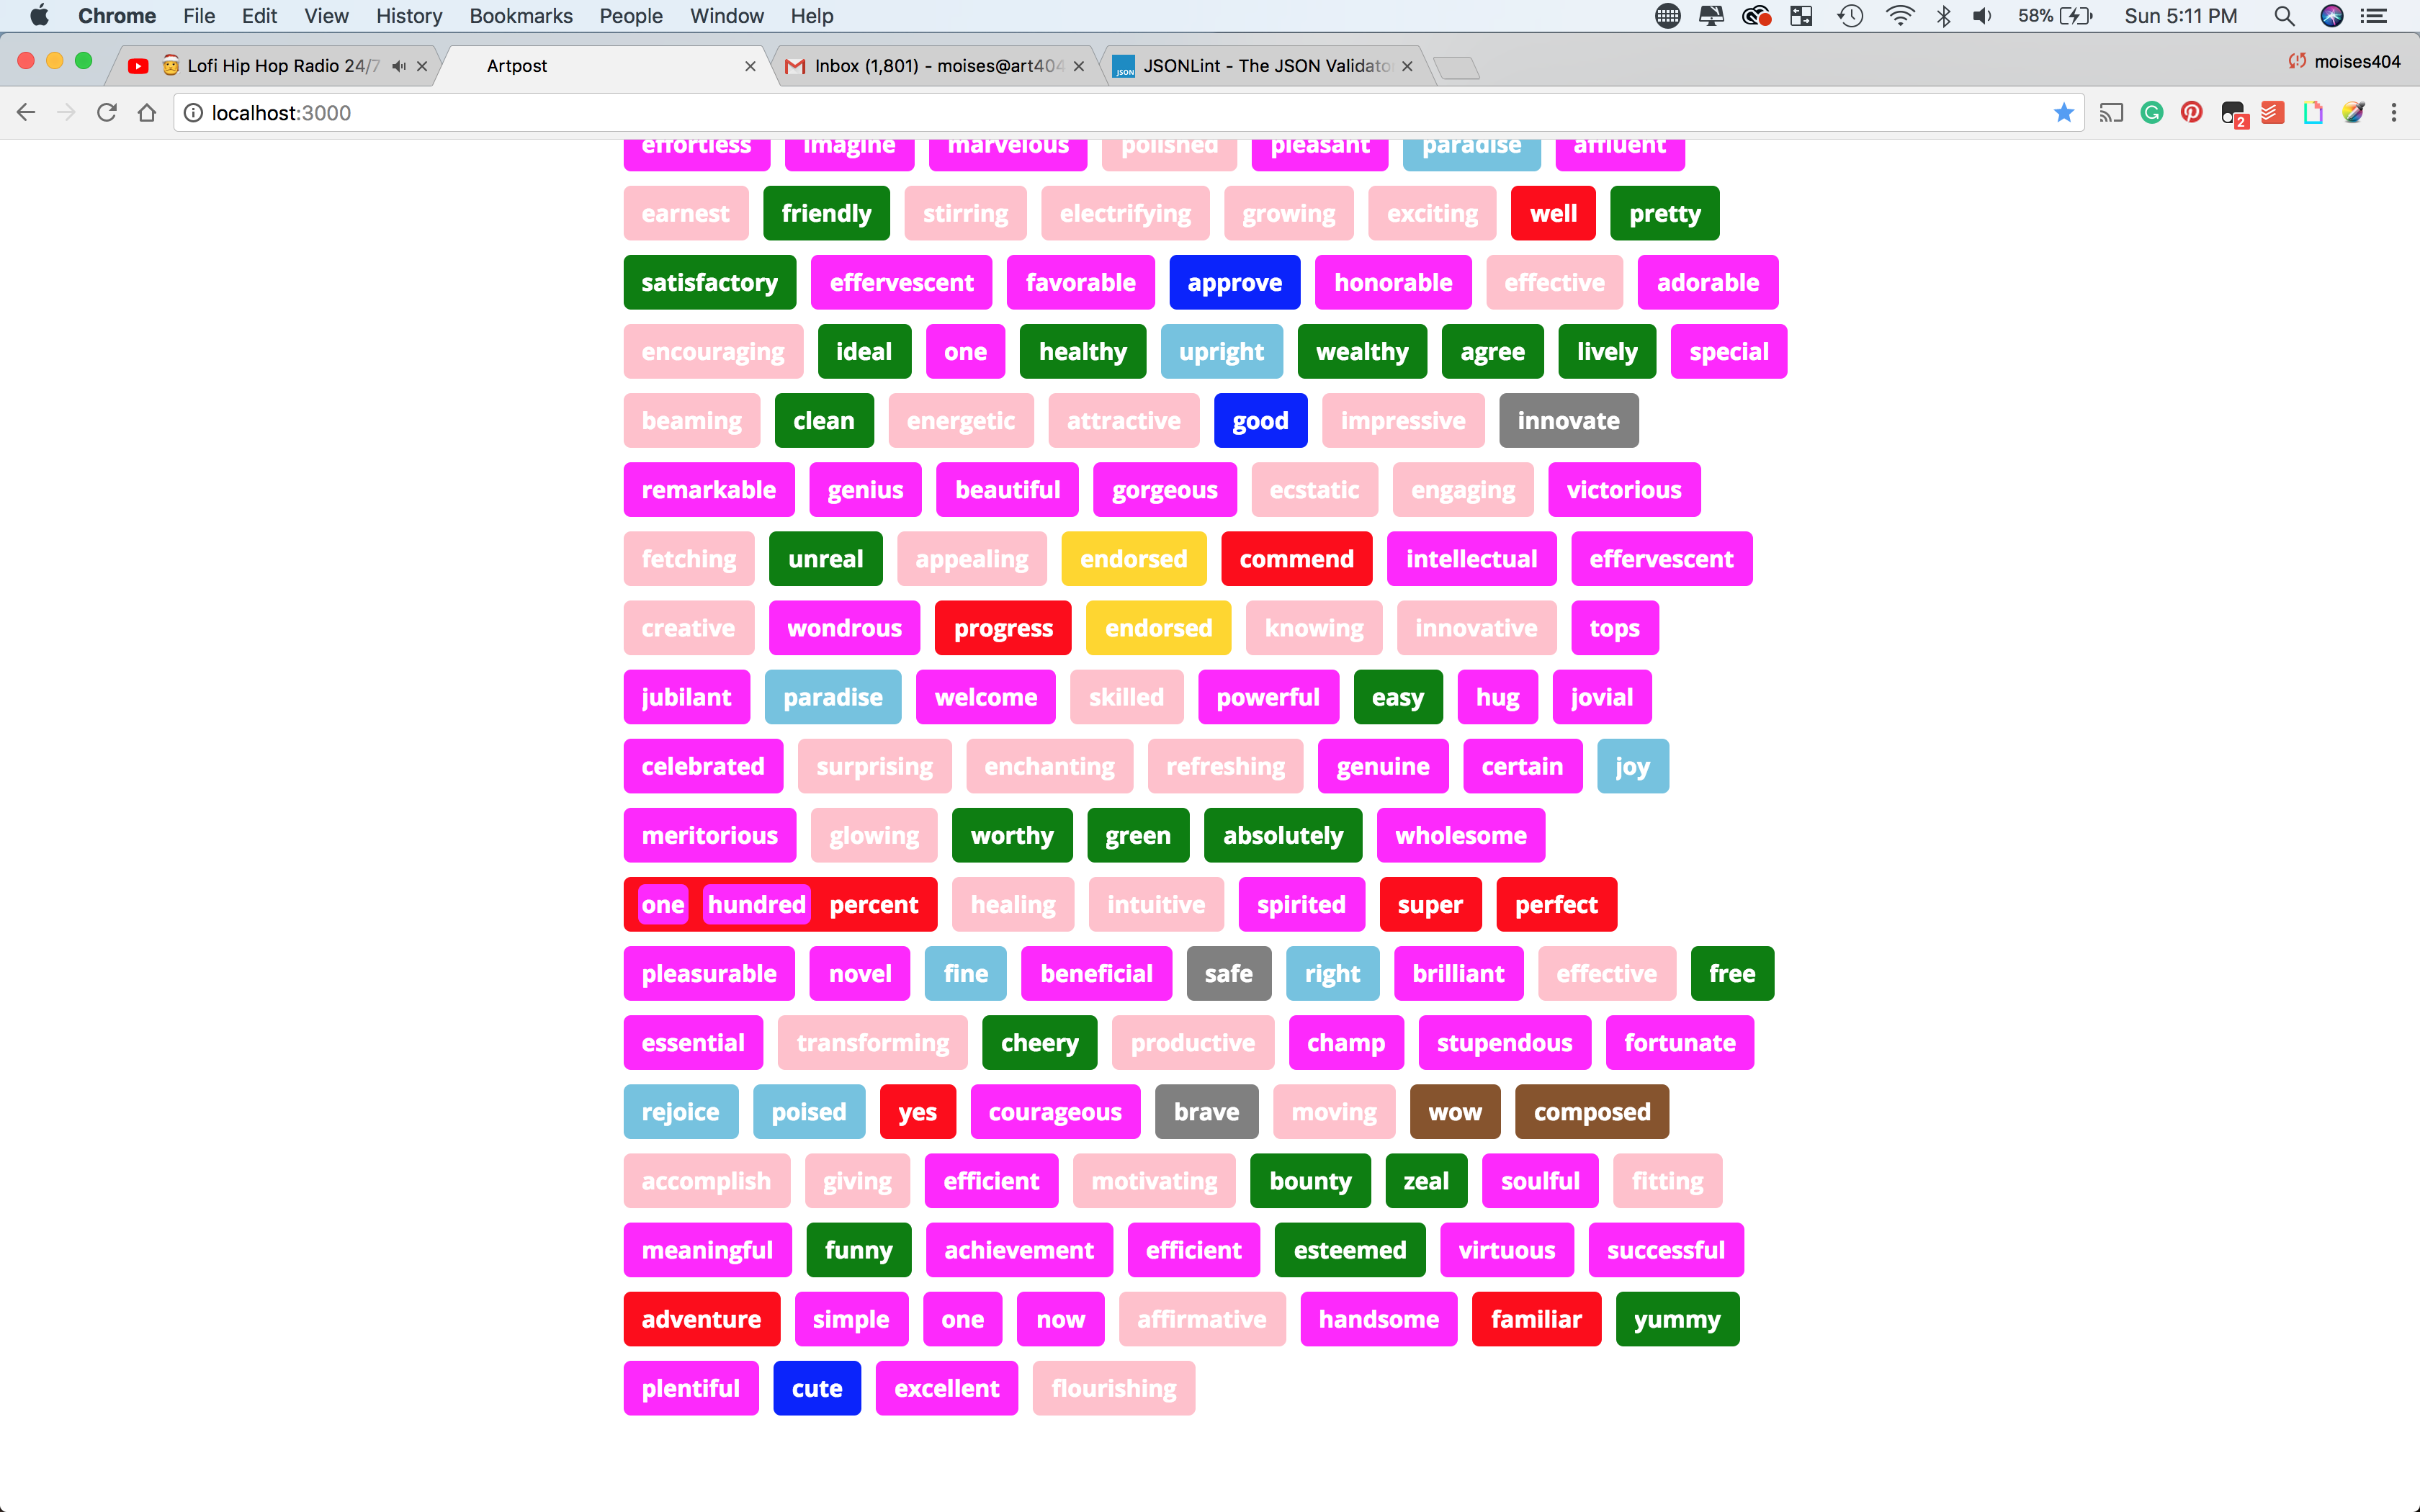 Chrome File Edit View History Bookmarks People Window Help 58% Sun 5:11 PM
Lofi Hip Hop Radio 24/7 Artpost Inbox (1,801) - moises@art404 JSONLint - The JSON Validato moises404
localhost:3000 2
effortless imagine marvelous polished pleasant paradise affluent
earnest friendly stirring electrifying growing exciting well pretty
satisfactory effervescent favorable approve honorable effective adorable
encouraging ideal one healthy upright wealthy agree lively special
beaming clean energetic attractive good impressive innovate
remarkable genius beautiful gorgeous ecstatic engaging victorious
fetching unreal appealing endorsed commend intellectual effervescent
creative wondrous progress endorsed knowing innovative tops
jubilant paradise welcome skilled powerful easy hug jovial
celebrated surprising enchanting refreshing genuine certain joy
meritorious glowing worthy green absolutely wholesome
one hundred percent healing intuitive spirited super perfect
pleasurable novel fine beneficial safe right brilliant effective free
essential transforming cheery productive champ stupendous fortunate
rejoice poised yes courageous brave moving wow composed
accomplish giving efficient motivating bounty zeal soulful fitting
meaningful funny achievement efficient esteemed virtuous successful
adventure simple one now affirmative handsome familiar yummy
plentiful cute excellent flourishing